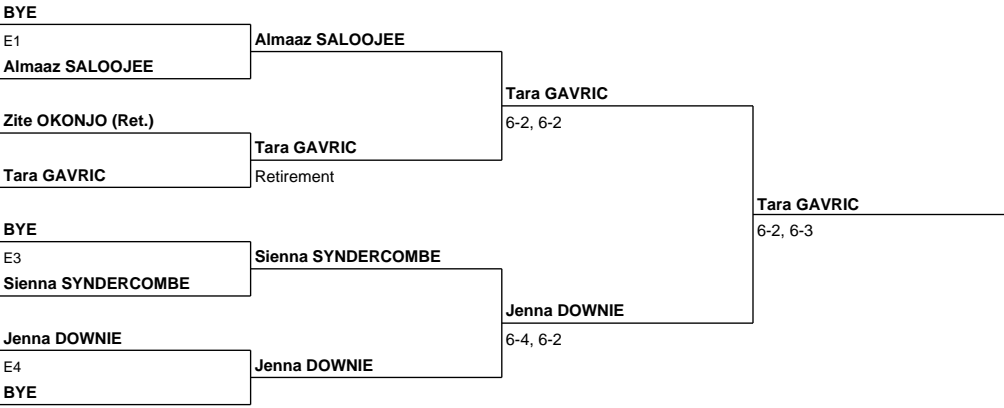 BYE
E1
Almaaz SALOOJEE
Almaaz SALOOJEE
Zite OKONJO (Ret.)
Tara GAVRIC
Tara GAVRIC
Retirement
Tara GAVRIC
6-2, 6-2
BYE
E3
Sienna SYNDERCOMBE
Sienna SYNDERCOMBE
Jenna DOWNIE
E4
BYE
Jenna DOWNIE
Jenna DOWNIE
6-4, 6-2
Tara GAVRIC
6-2, 6-3